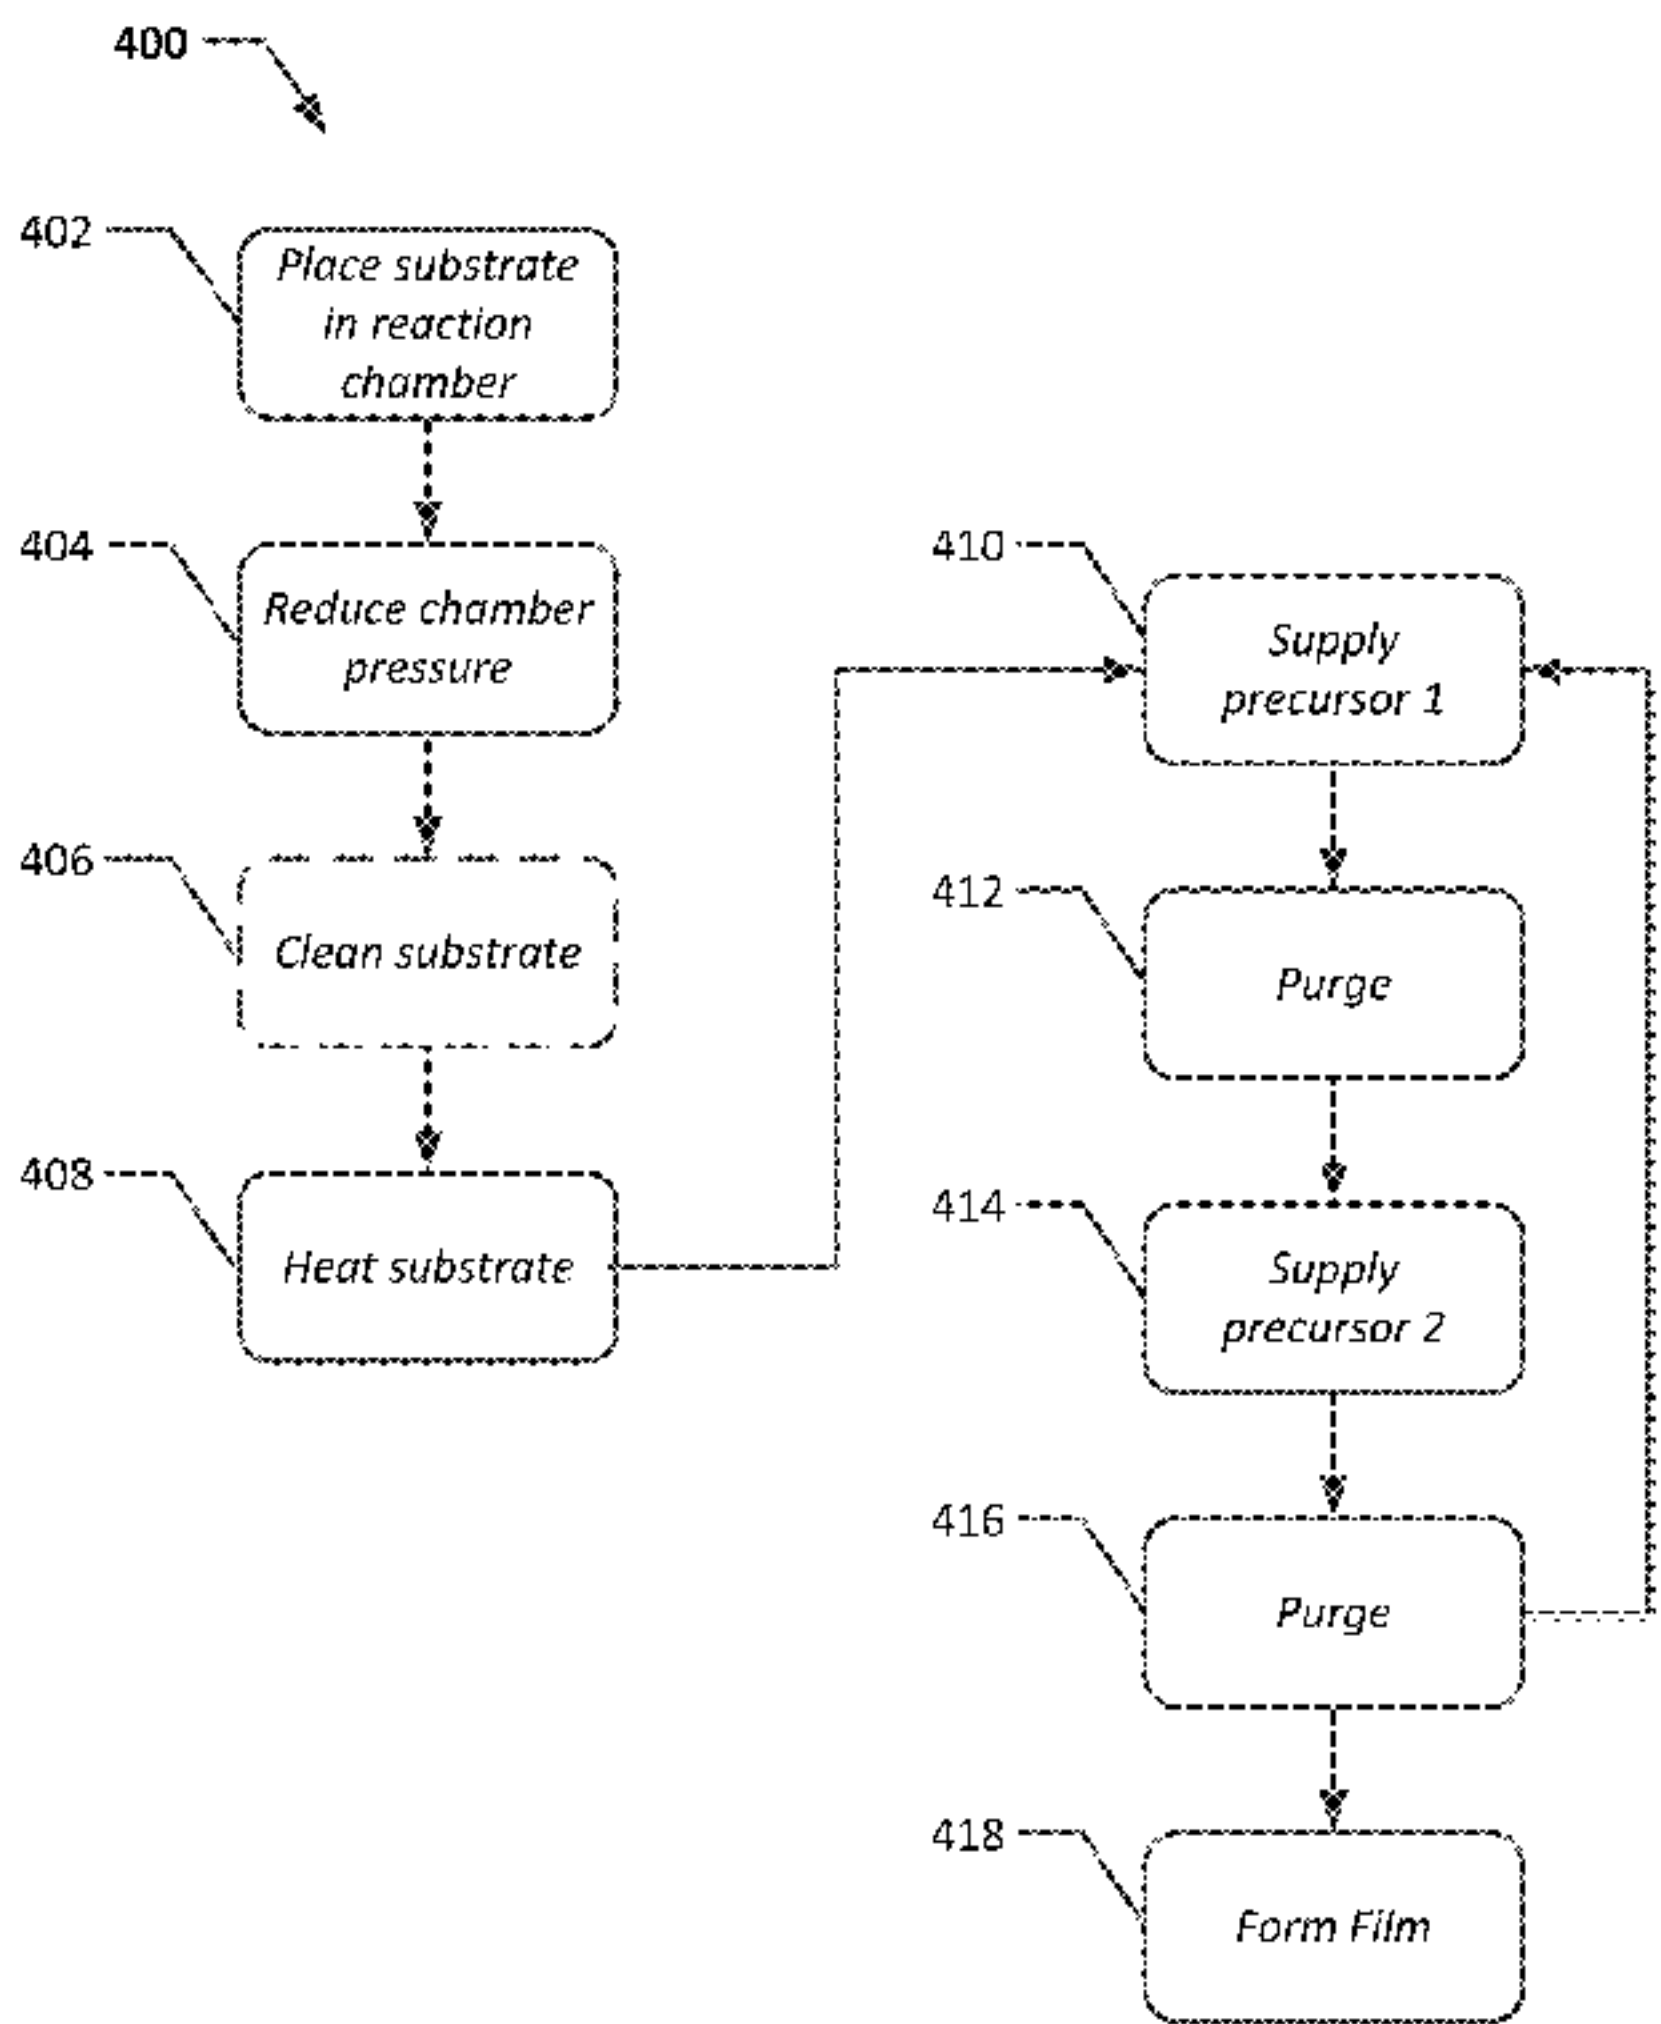 400
402
Place substrate
in reaction
chamber
404
Reduce chamber
pressure
406
Clean substrate
408
Heat substrate
410
Supply
precursor 1
412
Purge
414
Supply
precursor 2
416
Purge
418
Form Film